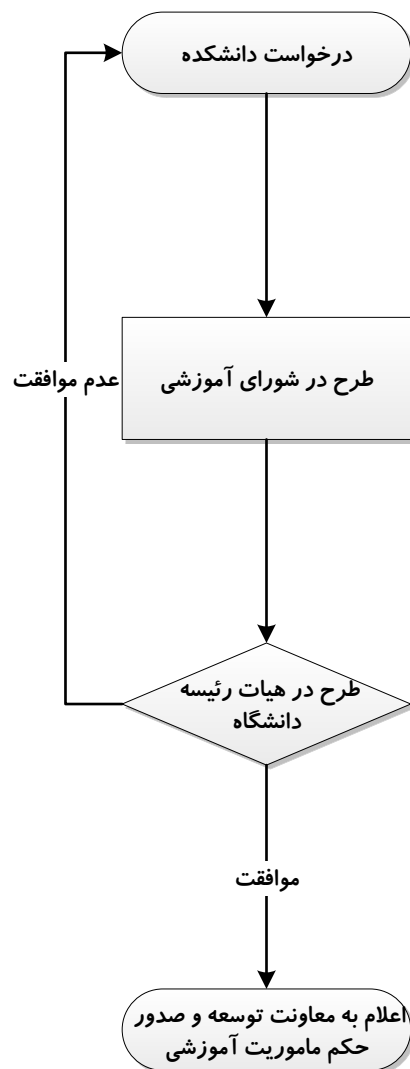 درخواست دانشکده
طرح در شورای آموزشی
عدم موافقت
طرح در هیات رئیسه
دانشگاه
موافقت
اعلام به معاونت توسعه و صدور
حکم ماموریت آموزشی